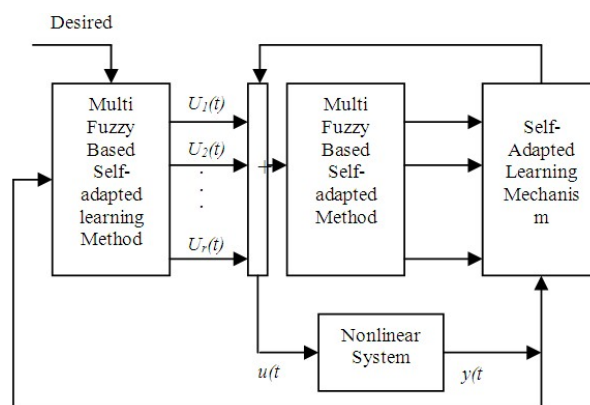 Desired
Multi
Fuzzy
Based
Self-
adapted
learning
Method
U1(t)
U2(t)
.
.
.
Ur(t)
+
Multi
Fuzzy
Based
Self-
adapted
Method
Self-
Adapted
Learning
Mechanis
m
Nonlinear
System
u(t
y(t